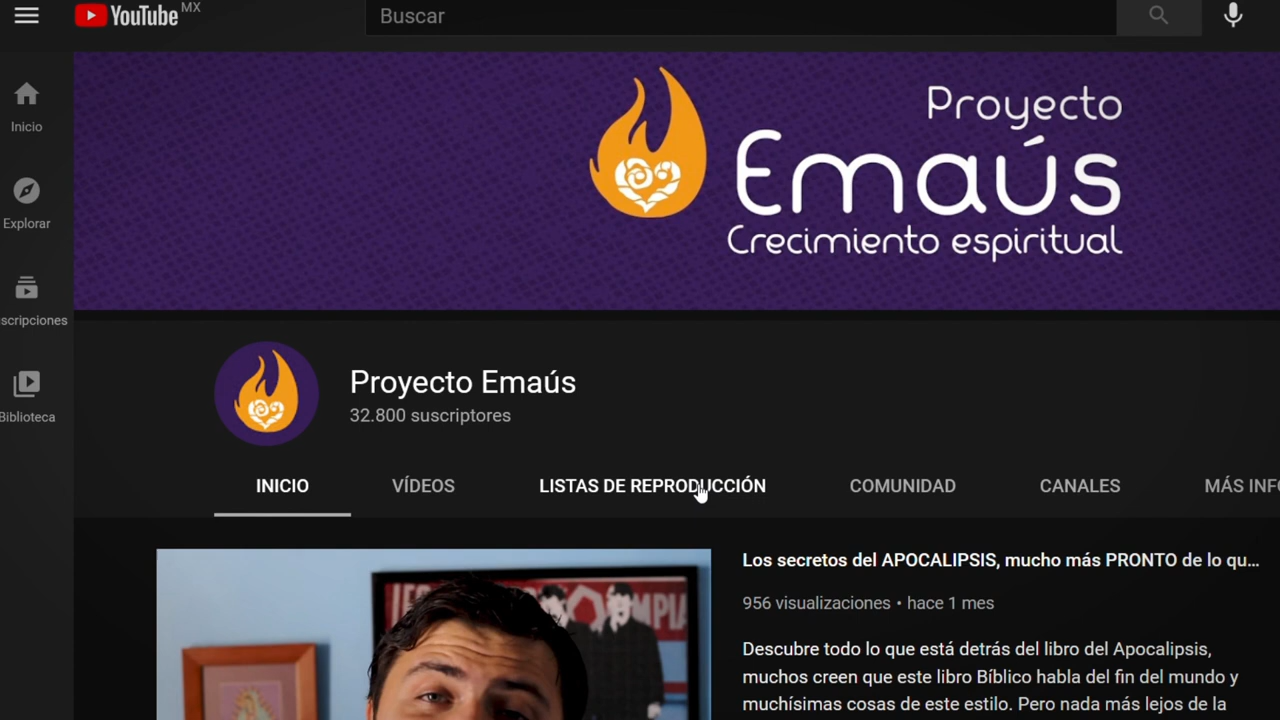 YouTube MX
Buscar
Inicio
Explorar
scripciones
Biblioteca
Proyecto
Emaús
Crecimiento espiritual
Proyecto Emaús
32.800 suscriptores
INICIO VÍDEOS LISTAS DE REPRODUCCIÓN COMUNIDAD CANALES MÁS INF
Los secretos del APOCALIPSIS, mucho más PRONTO de lo qu...
956 visualizaciones • hace 1 mes
Descubre todo lo que está detrás del libro del Apocalipsis,
muchos creen que este libro Bíblico habla del fin del mundo y
muchísimas cosas de este estilo. Pero nada más lejos de la